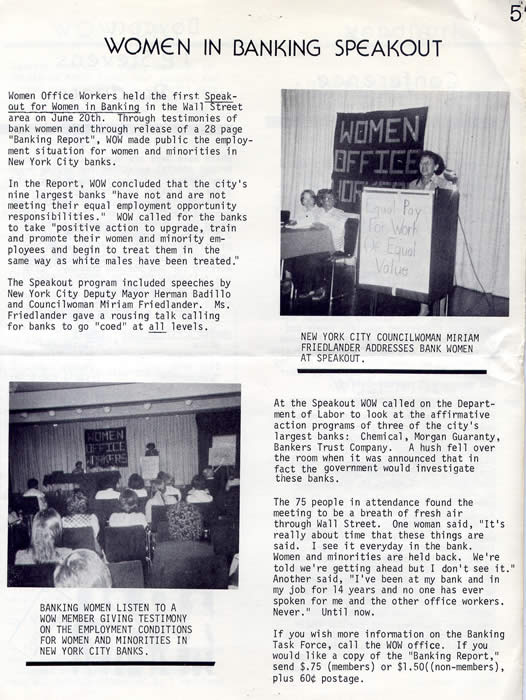 5
WOMEN IN BANKING SPEAKOUT
Women Office Workers held the first Speak-
out for Women in Banking in the Wall Street
area on June 20th. Through testimonies of
bank women and through release of a 28 page
"Banking Report", WOW made public the employ-
ment situation for women and minorities in
New York City banks.
In the Report, WOW concluded that the city's
nine largest banks "have not and are not
meeting their equal employment opportunity
responsibilities." WOW called for the banks
to take "positive action to upgrade, train
and promote their women and minority em-
ployees and begin to treat them in the
same way as white males have been treated."
The Speakout program included speeches by
New York City Deputy Mayor Herman Badillo
and Councilwoman Miriam Friedlander. Ms.
Friedlander gave a rousing talk calling
for banks to go "coed" at all levels.
WOMEN
OFFICE
WORKERS
Equal Pay
For Work
Of Equal
Value
NEW YORK CITY COUNCILWOMAN MIRIAM
FRIEDLANDER ADDRESSES BANK WOMEN
AT SPEAKOUT.
WOMEN
OFFICE
WORKERS
BANKING WOMEN LISTEN TO A
WOW MEMBER GIVING TESTIMONY
ON THE EMPLOYMENT CONDITIONS
FOR WOMEN AND MINORITIES IN
NEW YORK CITY BANKS.
At the Speakout WOW called on the Depart-
ment of Labor to look at the affirmative
action programs of three of the city's
largest banks: Chemical, Morgan Guaranty,
Bankers Trust Company. A hush fell over
the room when it was announced that in
fact the government would investigate
these banks.
The 75 people in attendance found the
meeting to be a breath of fresh air
through Wall Street. One woman said, "It's
really about time that these things are
said. I see it everyday in the bank.
Women and minorities are held back. We're
told we're getting ahead but I don't see it."
Another said, "I've been at my bank and in
my job for 14 years and no one has ever
spoken for me and the other office workers.
Never." Until now.
If you wish more information on the Banking
Task Force, call the WOW office. If you
would like a copy of the "Banking Report,"
send $.75 (members) or $1.50((non-members),
plus 60¢ postage.